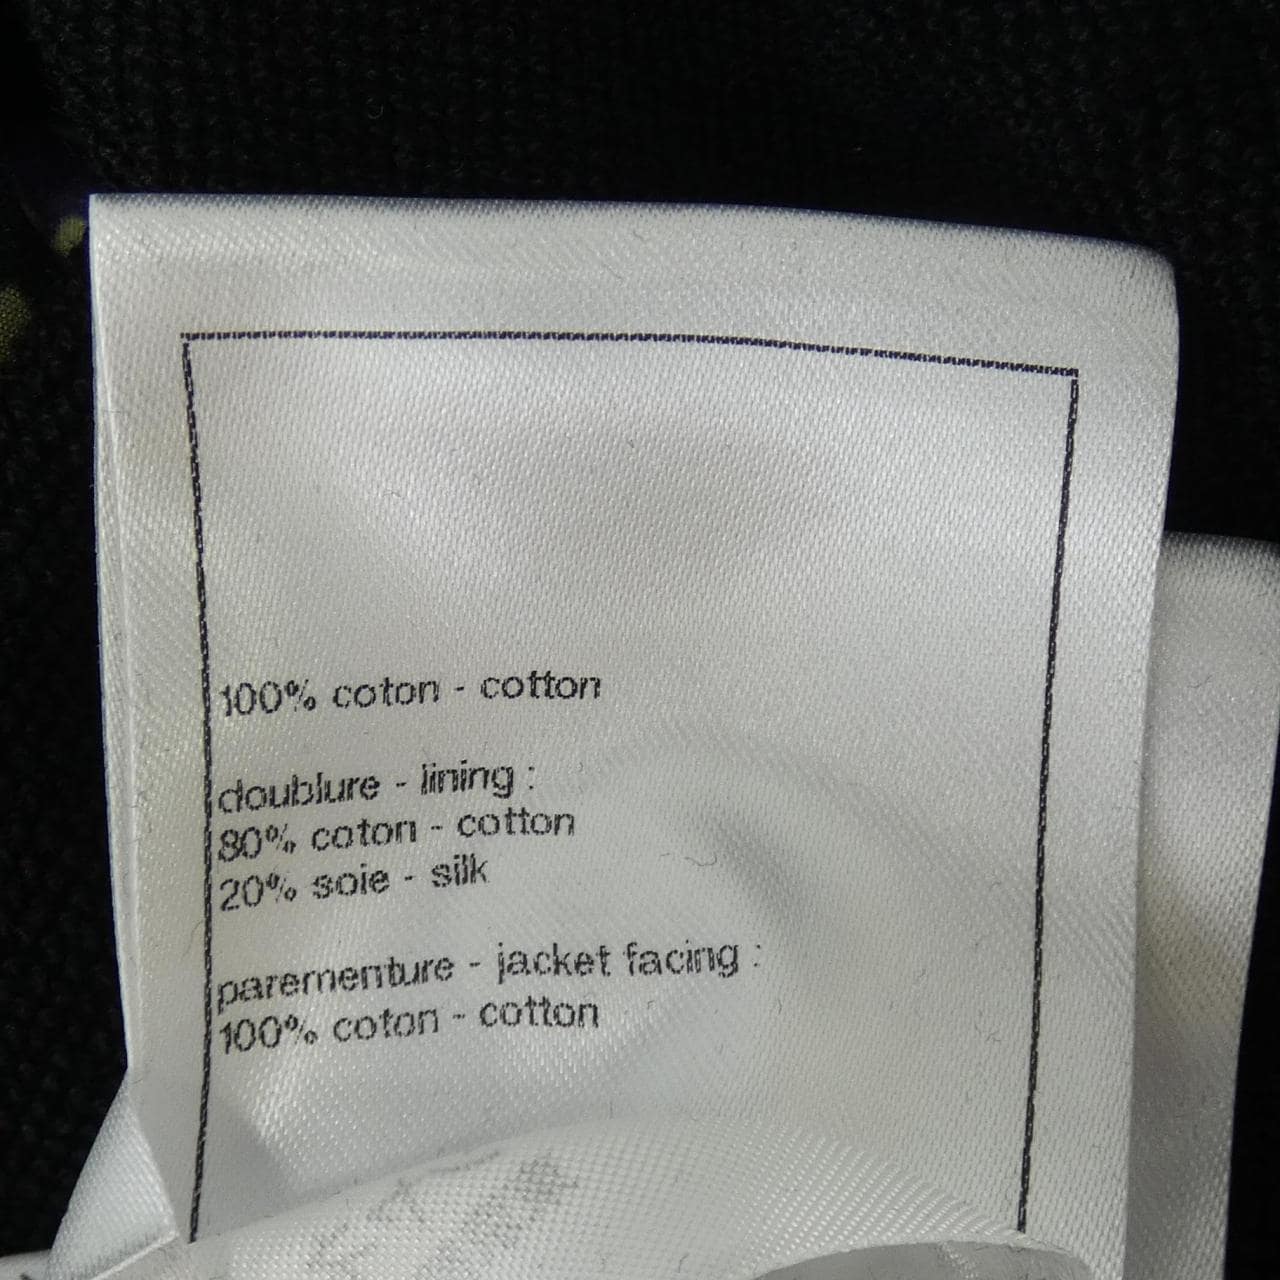 100% coton - cotton
doublure - lining :
80% coton - cotton
20% soie - silk
parementure - jacket facing :
100% coton - cotton